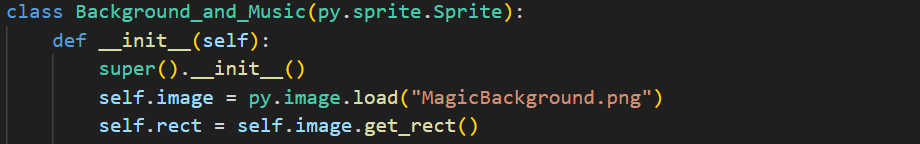 class Background_and_Music(py.sprite.Sprite):
    def __init__(self):
        super().__init__()
        self.image = py.image.load("MagicBackground.png")
        self.rect = self.image.get_rect()